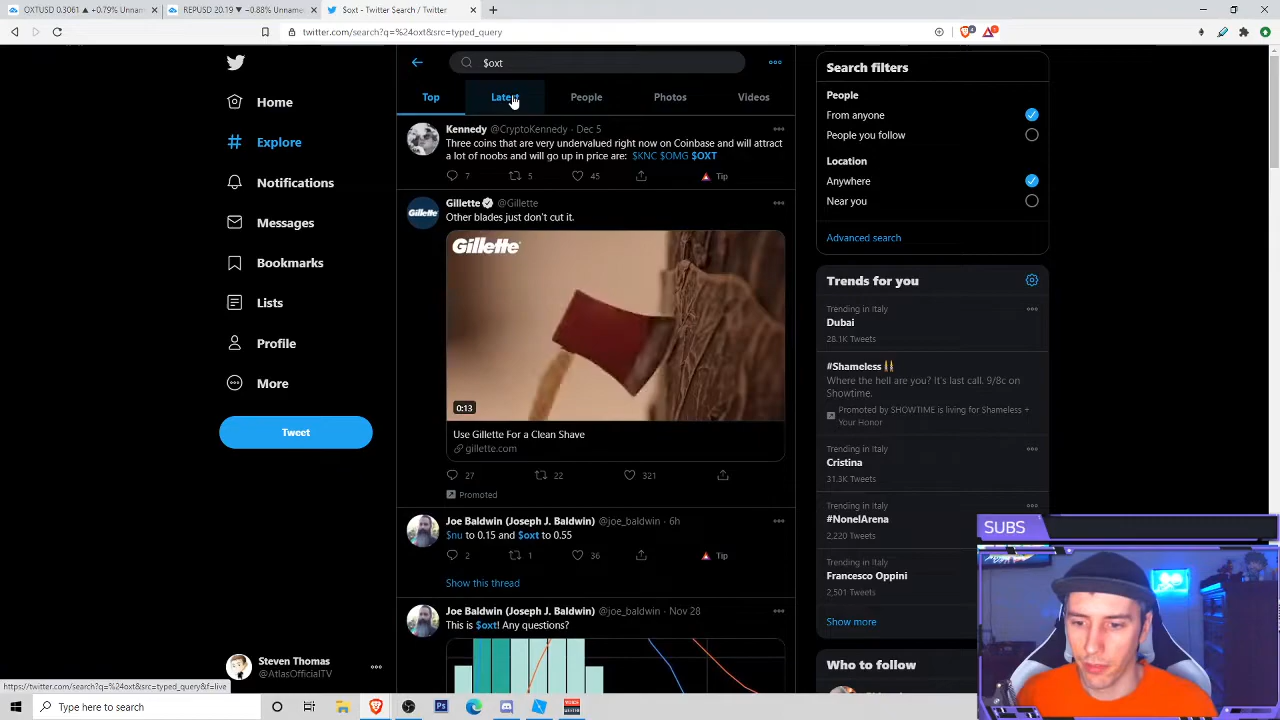 OXTUSD 0.3061 ▲ +0.79% Unnam
REPUSD 20.19 ▼ −0.88% Unname
$oxt - Twitter Search / Twitter
twitter.com/search?q=%24oxt&src=typed_query
Home
Explore
Notifications
Messages
Bookmarks
Lists
Profile
More
Tweet
Steven Thomas
@AtlasOfficialTV
$oxt
Top
Latest
People
Photos
Videos
Kennedy @CryptoKennedy · Dec 5
Three coins that are very undervalued right now on Coinbase and will attract
a lot of noobs and will go up in price are: $KNC $OMG $OXT
7 5 45 Tip
Gillette @Gillette
Other blades just don't cut it.
Gillette
Gillette
0:13
Use Gillette For a Clean Shave
gillette.com
27 22 321
Promoted
Joe Baldwin (Joseph J. Baldwin) @joe_baldwin · 6h
$nu to 0.15 and $oxt to 0.55
2 1 36 Tip
Show this thread
Joe Baldwin (Joseph J. Baldwin) @joe_baldwin · Nov 28
This is $oxt! Any questions?
Search filters
People
From anyone
People you follow
Location
Anywhere
Near you
Advanced search
Trends for you
Trending in Italy
Dubai
28.1K Tweets
#Shameless
Where the hell are you? It's last call. 9/8c on
Showtime.
Promoted by SHOWTIME is living for Shameless +
Your Honor
Trending in Italy
Cristina
31.3K Tweets
Trending in Italy
#NonelArena
2,220 Tweets
Trending in Italy
Francesco Oppini
2,501 Tweets
Show more
Who to follow
SUBS
https://twitter.com/search?q=%24oxt&src=typed_query&f=live
Type here to search